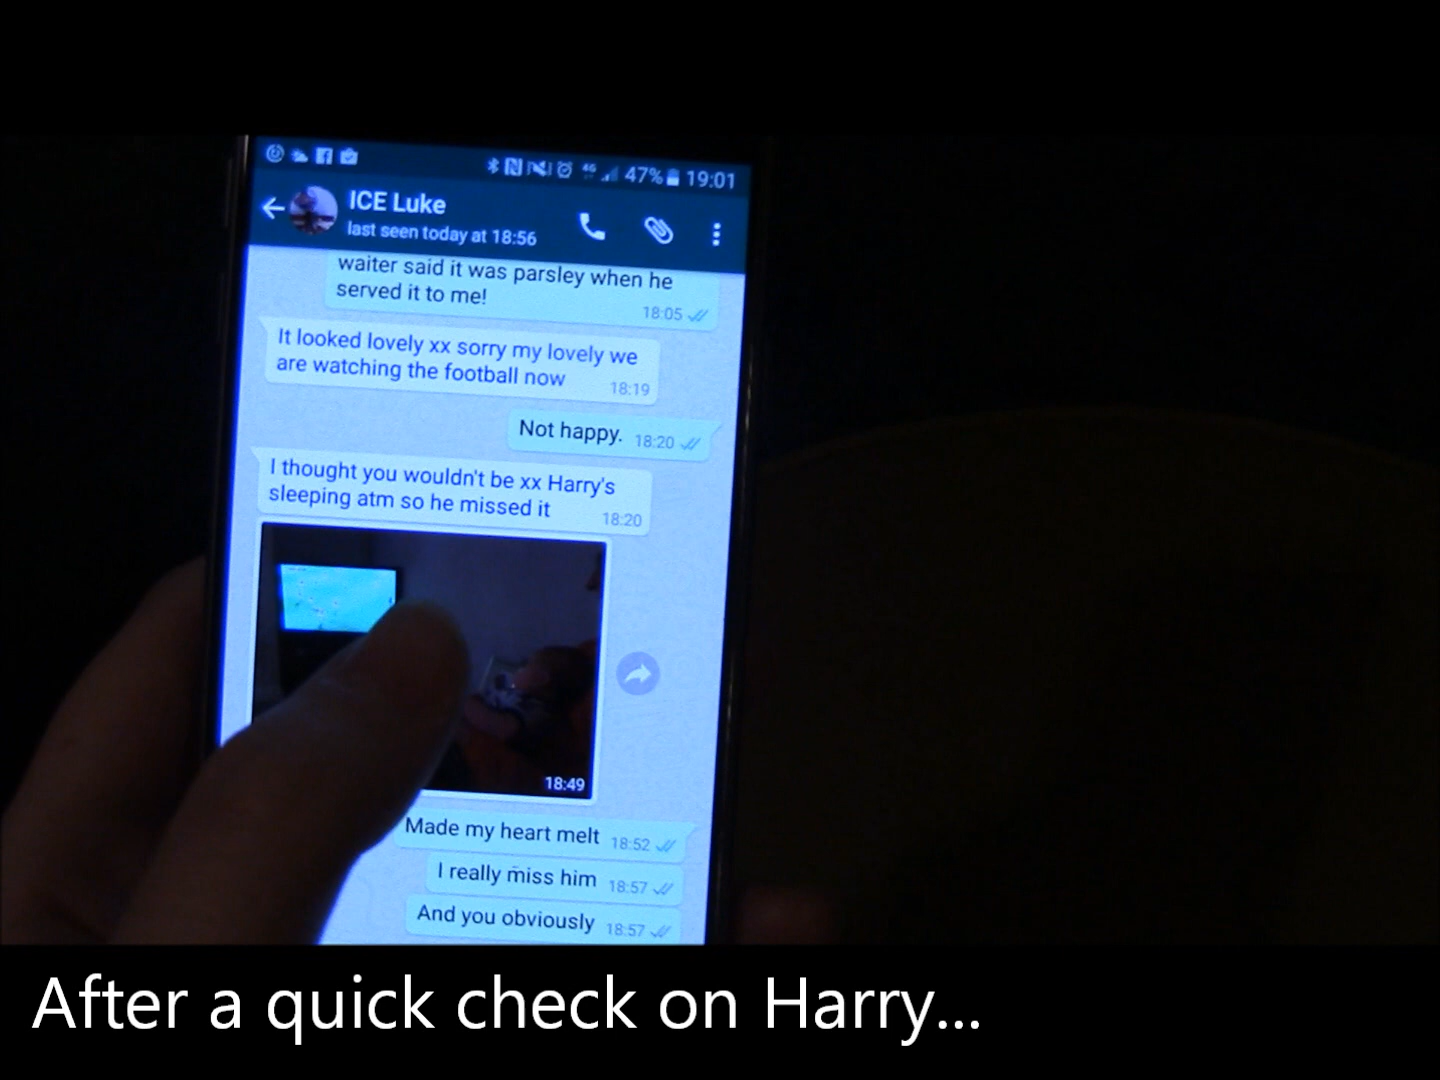 4G 47% 19:01
ICE Luke
last seen today at 18:56
waiter said it was parsley when he
served it to me!
18:05
It looked lovely xx sorry my lovely we
are watching the football now
18:19
Not happy. 18:20
I thought you wouldn't be xx Harry's
sleeping atm so he missed it
18:20
18:49
Made my heart melt 18:52
I really miss him 18:57
And you obviously 18:57
After a quick check on Harry...